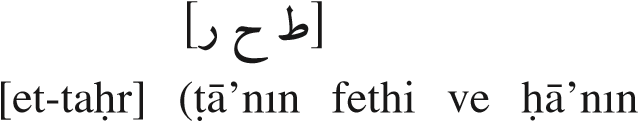 [ط ح ر]
[et-taḥr] (ṭā’nın fethi ve ḥā’nın